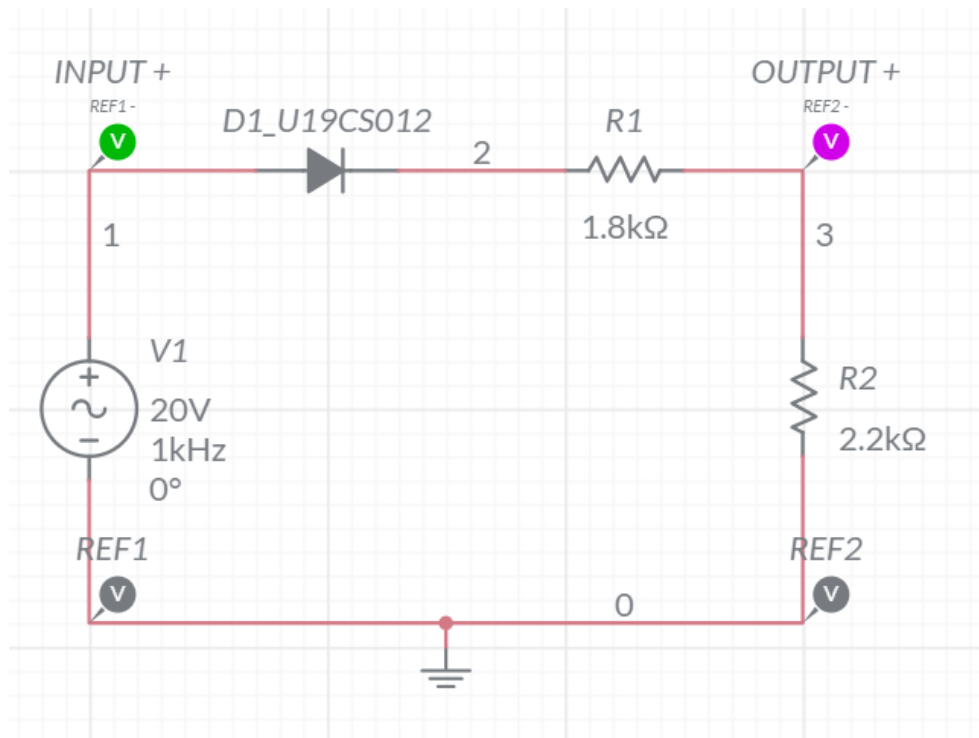 INPUT +
REF1 -
V
D1_U19CS012
2
R1
1.8kΩ
OUTPUT +
REF2 -
V
1
3
V1
+
20V
1kHz
0°
R2
2.2kΩ
REF1
V
0
REF2
V